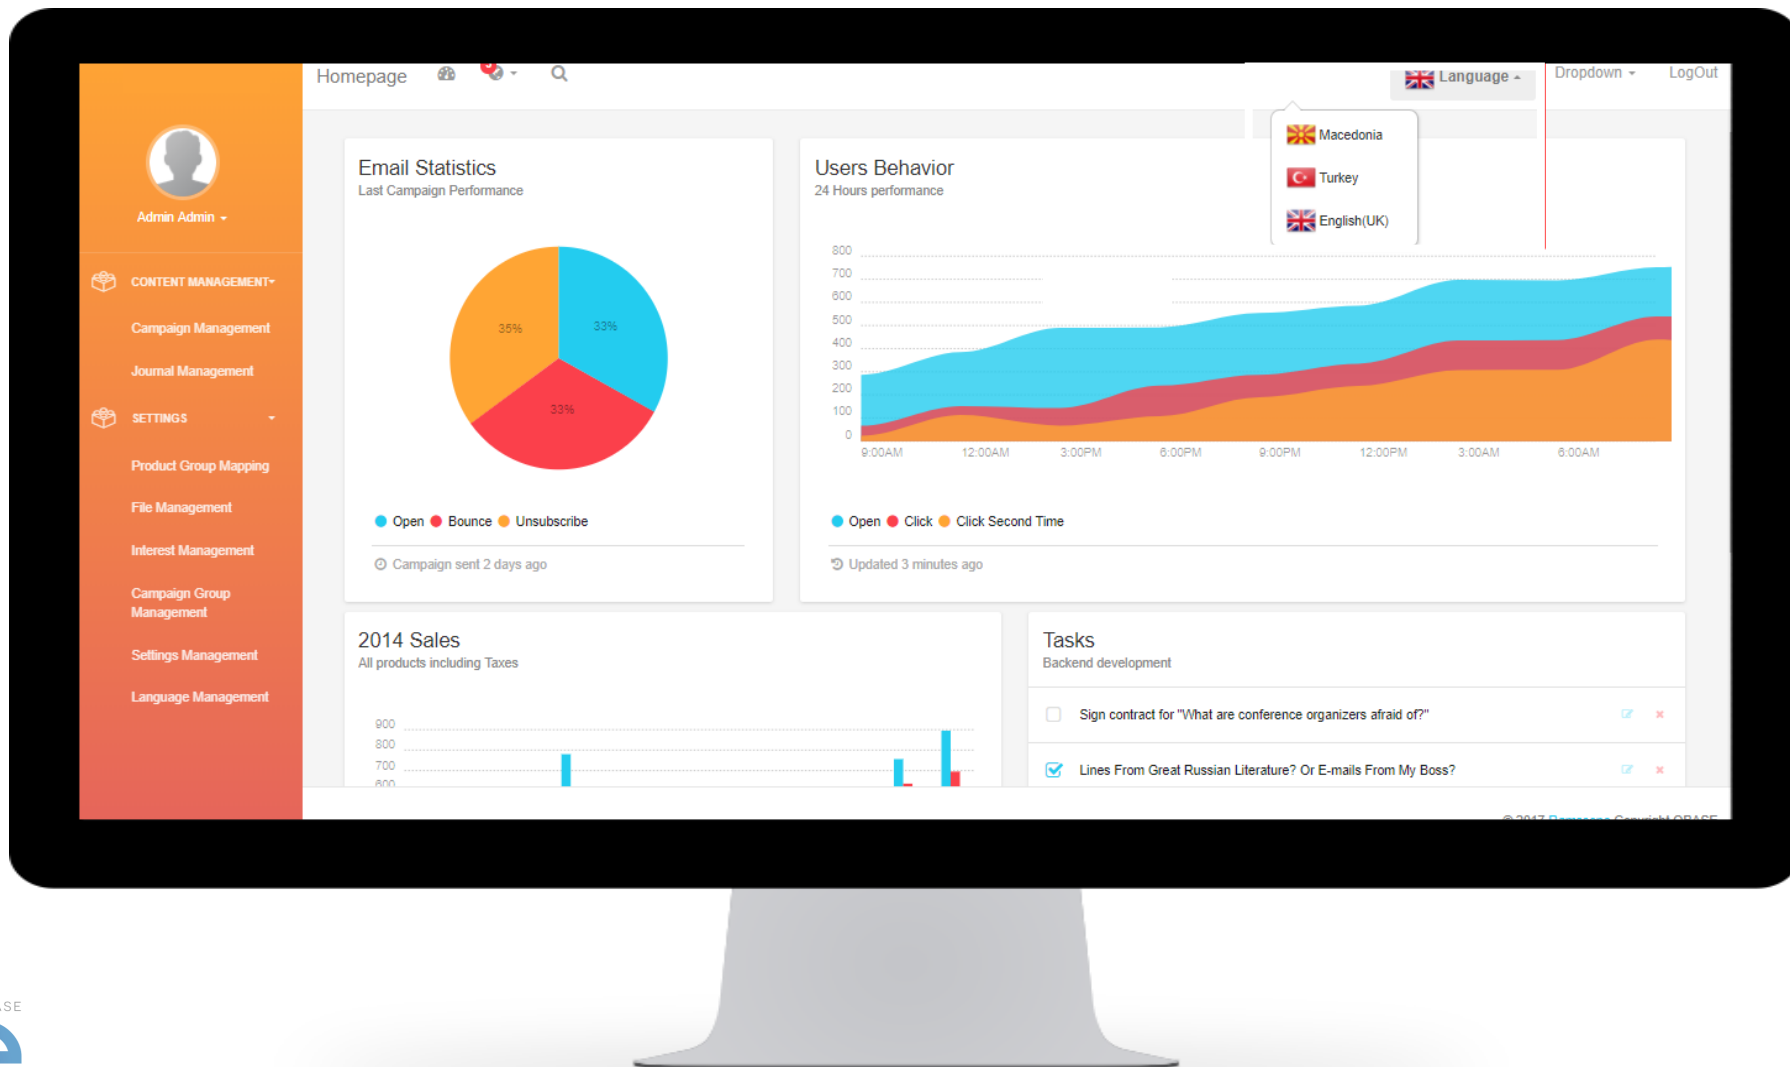 Homepage
Language
Dropdown
LogOut
Macedonia
Turkey
English(UK)
Admin Admin
CONTENT MANAGEMENT
Campaign Management
Journal Management
SETTINGS
Product Group Mapping
File Management
Interest Management
Campaign Group
Management
Settings Management
Language Management
Email Statistics
Last Campaign Performance
35%
33%
33%
Open Bounce Unsubscribe
Campaign sent 2 days ago
Users Behavior
24 Hours performance
800
700
600
500
400
300
200
100
0
9:00AM 12:00AM 3:00PM 6:00PM 9:00PM 12:00PM 3:00AM 6:00AM
Open Click Click Second Time
Updated 3 minutes ago
2014 Sales
All products including Taxes
900
800
700
600
Tasks
Backend development
Sign contract for "What are conference organizers afraid of?"
Lines From Great Russian Literature? Or E-mails From My Boss?
© 2017 Copyright OBASE